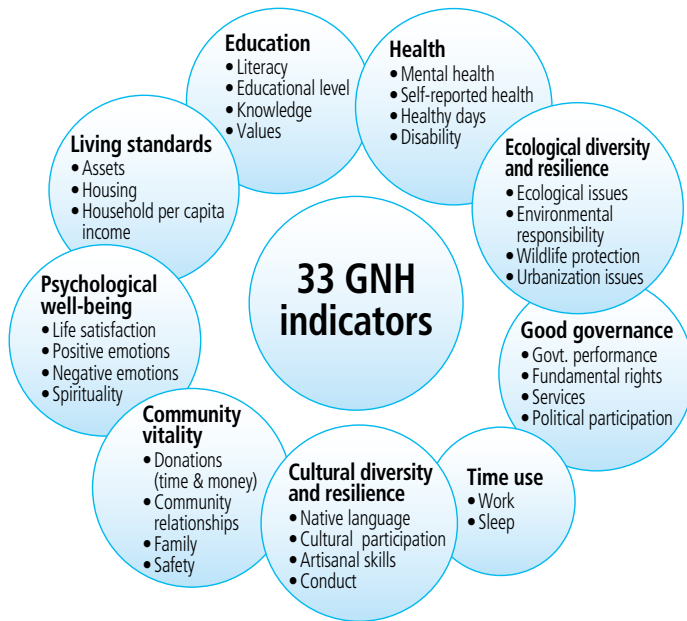 Education
• Literacy
• Educational level
• Knowledge
• Values
Health
• Mental health
• Self-reported health
• Healthy days
• Disability
Living standards
• Assets
• Housing
• Household per capita
income
Ecological diversity
and resilience
• Ecological issues
• Environmental
responsibility
• Wildlife protection
• Urbanization issues
33 GNH
indicators
Psychological
well-being
• Life satisfaction
• Positive emotions
• Negative emotions
• Spirituality
Good governance
• Govt. performance
• Fundamental rights
• Services
• Political participation
Community
vitality
• Donations
(time & money)
• Community
relationships
• Family
• Safety
Cultural diversity
and resilience
• Native language
• Cultural participation
• Artisanal skills
• Conduct
Time use
• Work
• Sleep